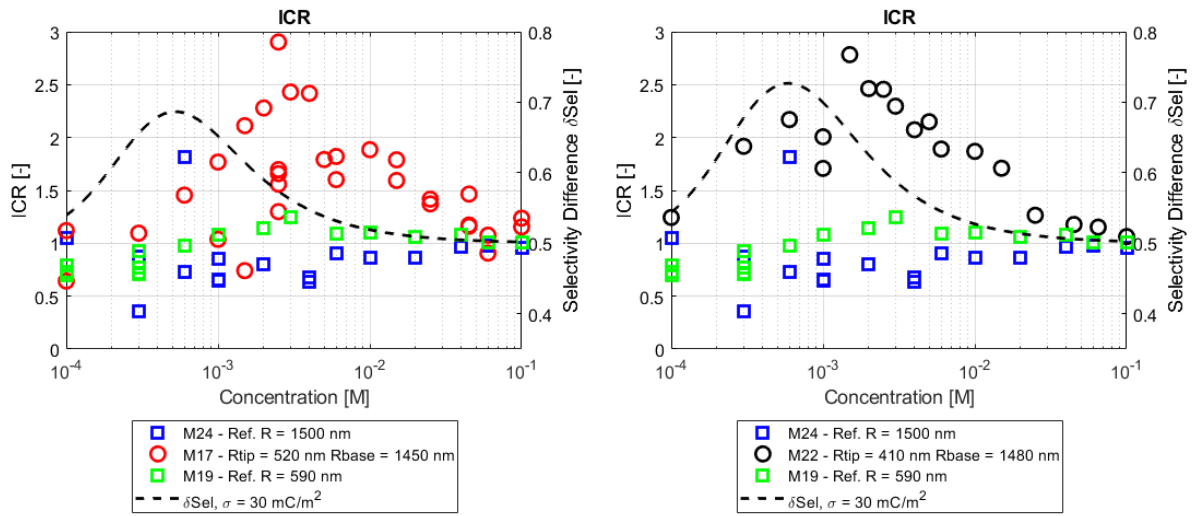 ICR
3
2.5
2
1.5
1
0.5
0
ICR
0.8
0.7
0.6
0.5
0.4
Selectivity Difference δSel [-]
10⁻⁴
10⁻³
10⁻²
10⁻¹
Concentration [M]
M24 - Ref. R = 1500 nm
M17 - Rtip = 520 nm Rbase = 1450 nm
M19 - Ref. R = 590 nm
δSel, σ = 30 mC/m²
ICR
3
2.5
2
1.5
1
0.5
0
ICR
0.8
0.7
0.6
0.5
0.4
Selectivity Difference δSel [-]
10⁻⁴
10⁻³
10⁻²
10⁻¹
Concentration [M]
M24 - Ref. R = 1500 nm
M22 - Rtip = 410 nm Rbase = 1480 nm
M19 - Ref. R = 590 nm
δSel, σ = 30 mC/m²